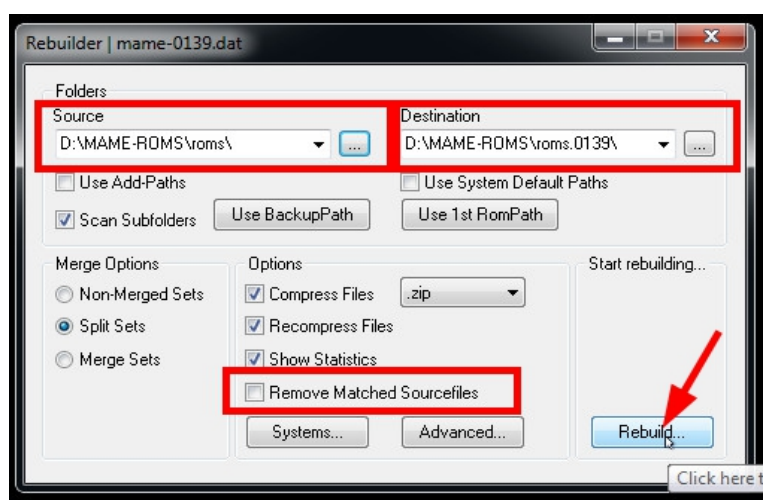 Rebuilder | mame-0139.dat
Folders
Source
Destination
D:\MAME-ROMS\roms\
...
D:\MAME-ROMS\roms.0139\
...
Use Add-Paths
Use System Default Paths
Scan Subfolders
Use BackupPath
Use 1st RomPath
Merge Options
Options
Start rebuilding...
Non-Merged Sets
Compress Files
.zip
Split Sets
Recompress Files
Merge Sets
Show Statistics
Remove Matched Sourcefiles
Systems...
Advanced...
Rebuild...
Click here t